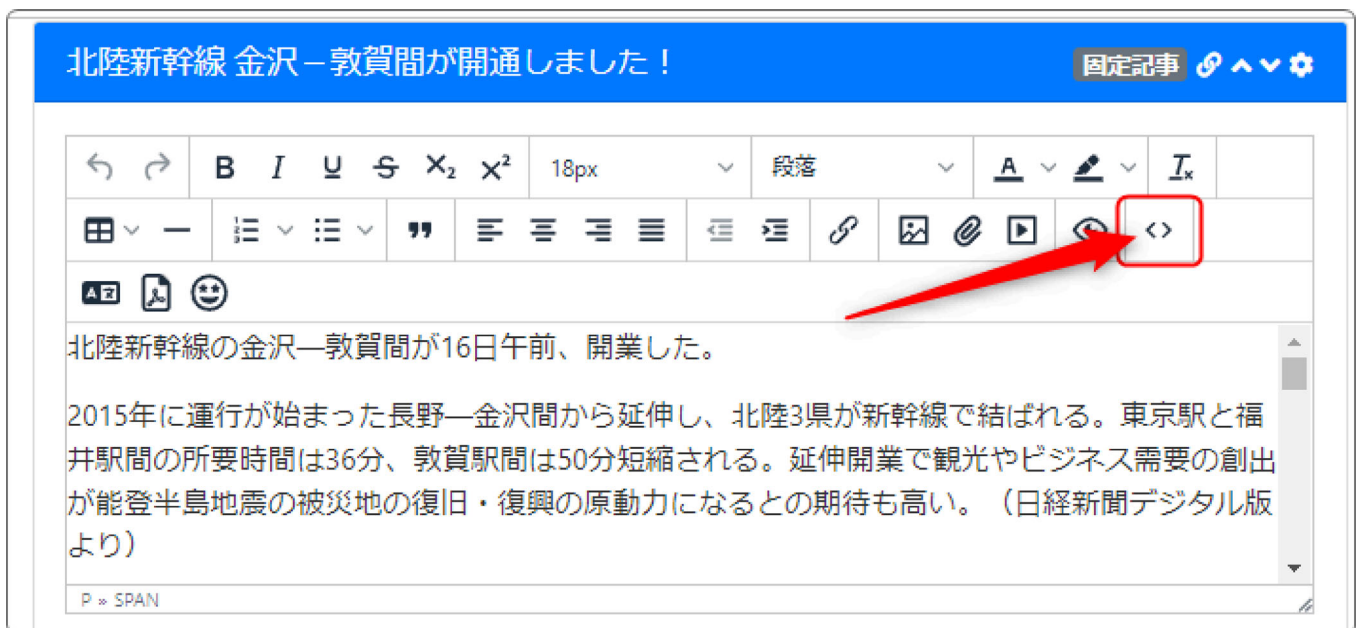 北陸新幹線 金沢－敦賀間が開通しました！ 固定記事
B I U S X₂ X² 18px 段落 A Tx
<>
北陸新幹線の金沢―敦賀間が16日午前、開業した。
2015年に運行が始まった長野―金沢間から延伸し、北陸3県が新幹線で結ばれる。東京駅と福
井駅間の所要時間は36分、敦賀駅間は50分短縮される。延伸開業で観光やビジネス需要の創出
が能登半島地震の被災地の復旧・復興の原動力になるとの期待も高い。（日経新聞デジタル版
より）
P » SPAN